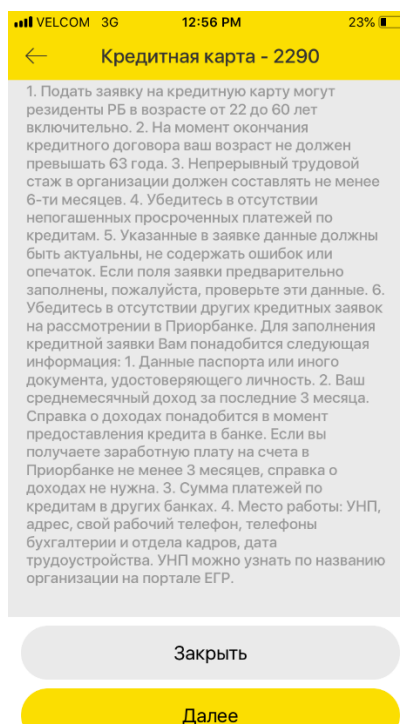 VELCOM 3G 12:56 PM 23%
Кредитная карта - 2290
1. Подать заявку на кредитную карту могут
резиденты РБ в возрасте от 22 до 60 лет
включительно. 2. На момент окончания
кредитного договора ваш возраст не должен
превышать 63 года. 3. Непрерывный трудовой
стаж в организации должен составлять не менее
6-ти месяцев. 4. Убедитесь в отсутствии
непогашенных просроченных платежей по
кредитам. 5. Указанные в заявке данные должны
быть актуальны, не содержать ошибок или
опечаток. Если поля заявки предварительно
заполнены, пожалуйста, проверьте эти данные. 6.
Убедитесь в отсутствии других кредитных заявок
на рассмотрении в Приорбанке. Для заполнения
кредитной заявки Вам понадобится следующая
информация: 1. Данные паспорта или иного
документа, удостоверяющего личность. 2. Ваш
среднемесячный доход за последние 3 месяца.
Справка о доходах понадобится в момент
предоставления кредита в банке. Если вы
получаете заработную плату на счета в
Приорбанке не менее 3 месяцев, справка о
доходах не нужна. 3. Сумма платежей по
кредитам в других банках. 4. Место работы: УНП,
адрес, свой рабочий телефон, телефоны
бухгалтерии и отдела кадров, дата
трудоустройства. УНП можно узнать по названию
организации на портале ЕГР.
Закрыть
Далее